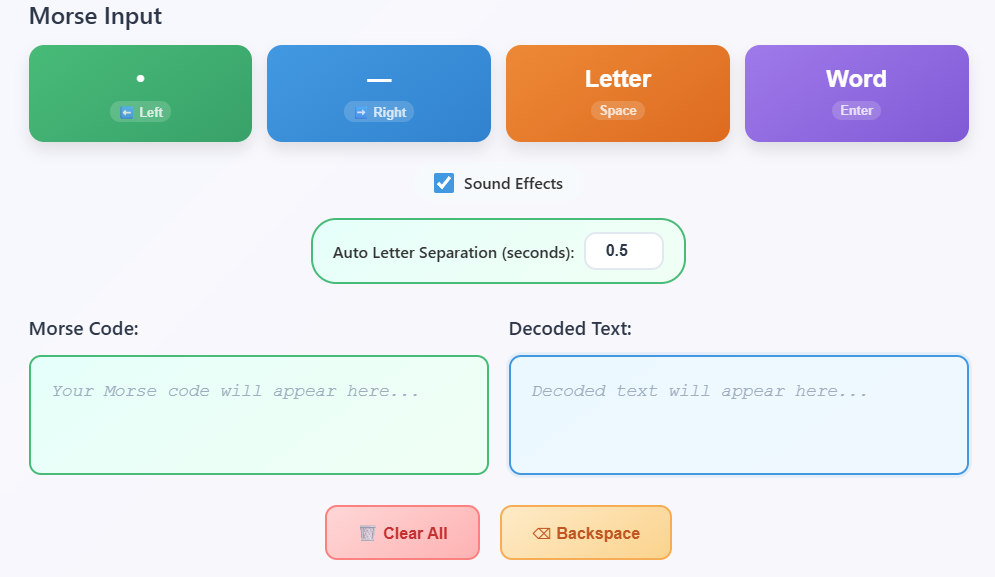 Morse Input
• — Letter Word
⬅ Left ➡ Right Space Enter
Sound Effects
Auto Letter Separation (seconds): 0.5
Morse Code: Decoded Text:
Your Morse code will appear here... Decoded text will appear here...
🗑️ Clear All ⌫ Backspace